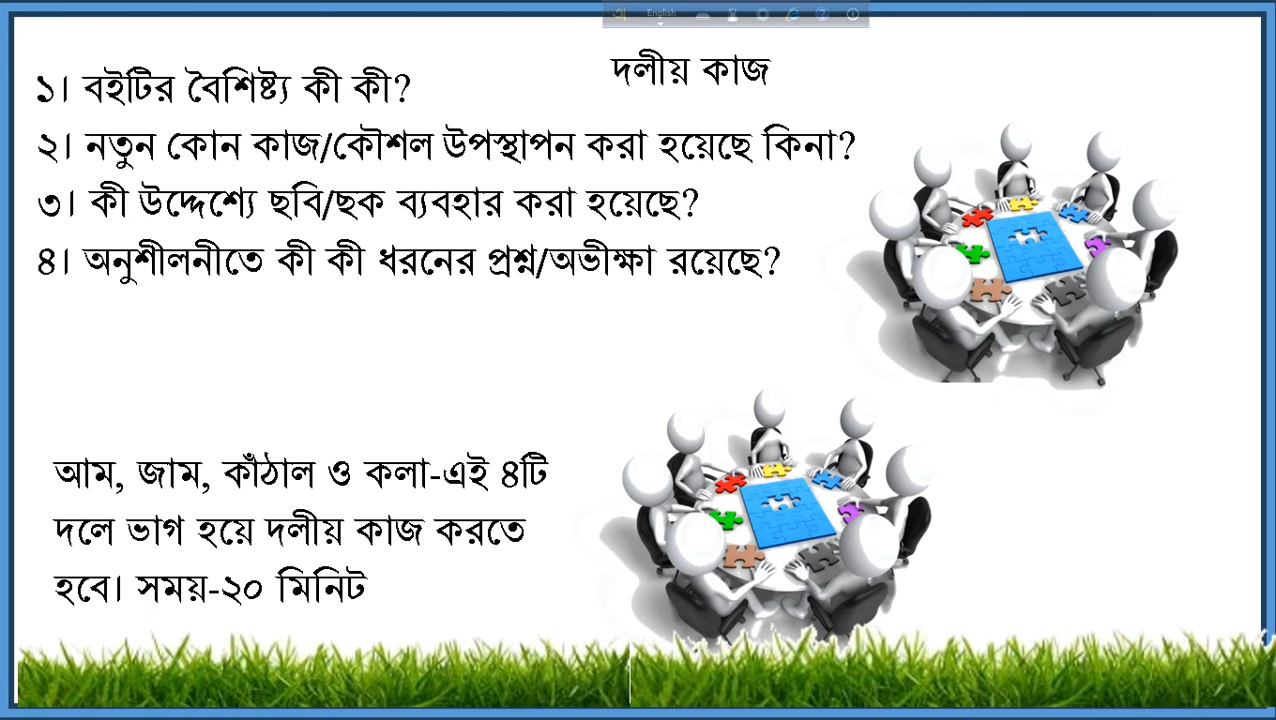 English
দলীয় কাজ
১। বইটির বৈশিষ্ট্য কী কী?
২। নতুন কোন কাজ/কৌশল উপস্থাপন করা হয়েছে কিনা?
৩। কী উদ্দেশ্যে ছবি/ছক ব্যবহার করা হয়েছে?
৪। অনুশীলনীতে কী কী ধরনের প্রশ্ন/অভীক্ষা রয়েছে?
আম, জাম, কাঁঠাল ও কলা-এই ৪টি
দলে ভাগ হয়ে দলীয় কাজ করতে
হবে। সময়-২০ মিনিট